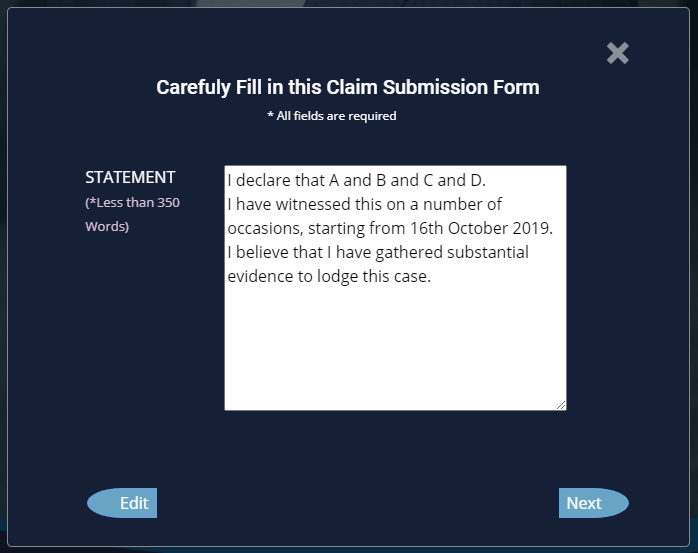 Carefuly Fill in this Claim Submission Form
* All fields are required
STATEMENT
(*Less than 350
Words)
I declare that A and B and C and D.
I have witnessed this on a number of
occasions, starting from 16th October 2019.
I believe that I have gathered substantial
evidence to lodge this case.
Edit
Next